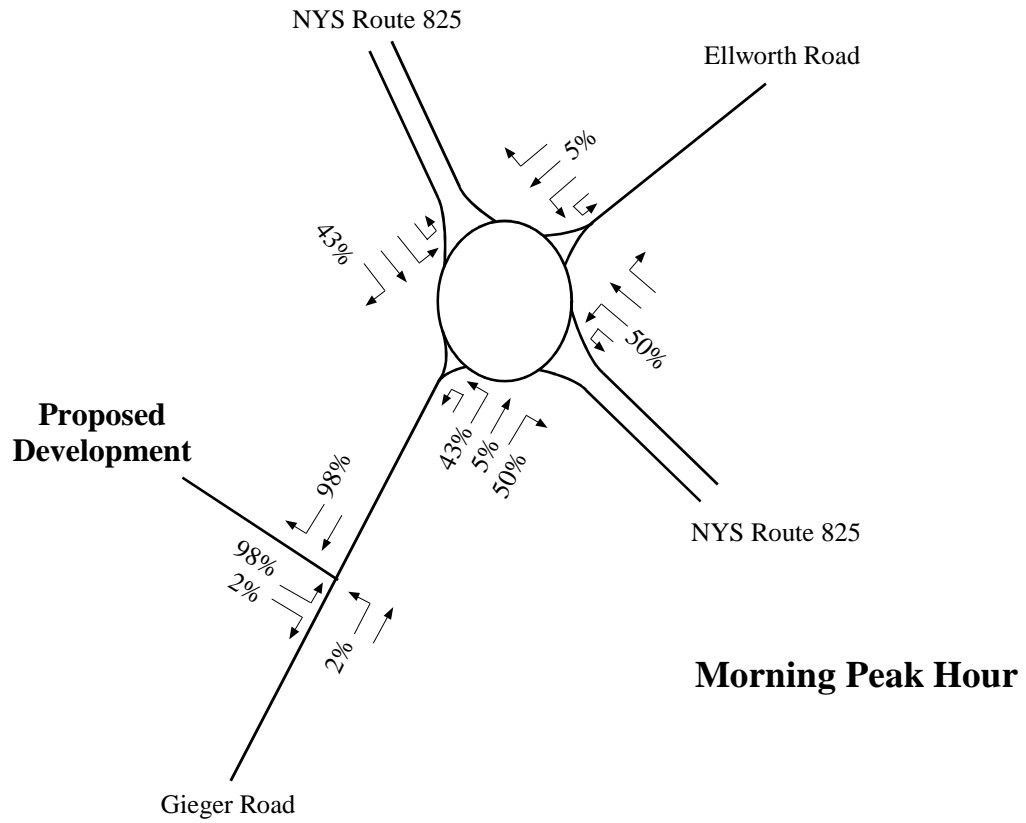 NYS Route 825
Ellworth Road
5%
43%
50%
43%
5%
50%
Proposed
Development
98%
98%
2%
2%
NYS Route 825
Morning Peak Hour
Gieger Road